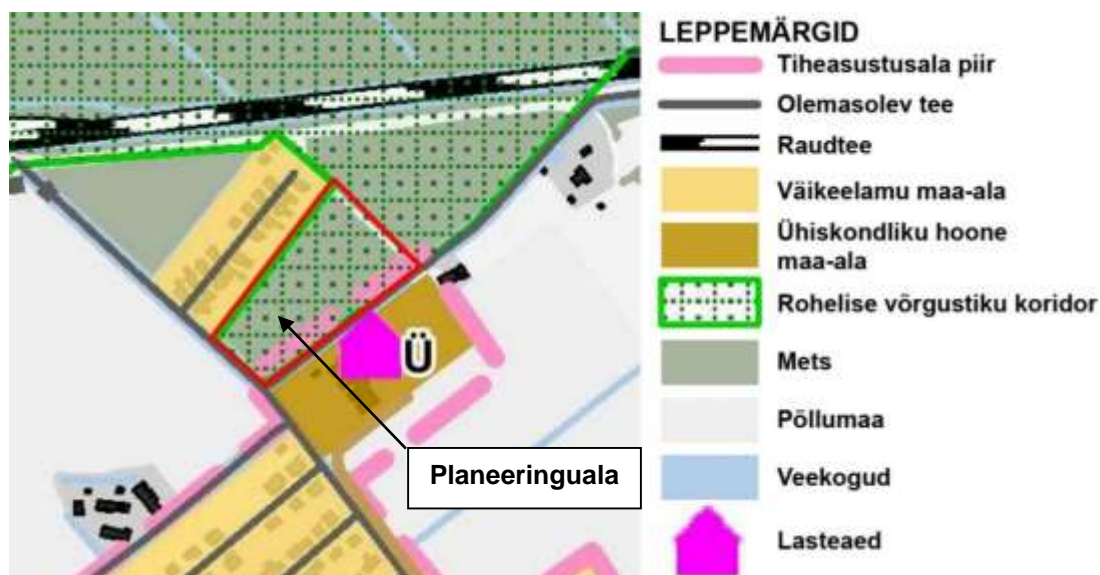 LEPPEMÄRGID
Tiheasustusala piir
Olemasolev tee
Raudtee
Väikeelamu maa-ala
Ühiskondliku hoone
maa-ala
Rohelise võrgustiku koridor
Mets
Põllumaa
Veekogud
Lasteaed
Ü
Planeeringuala